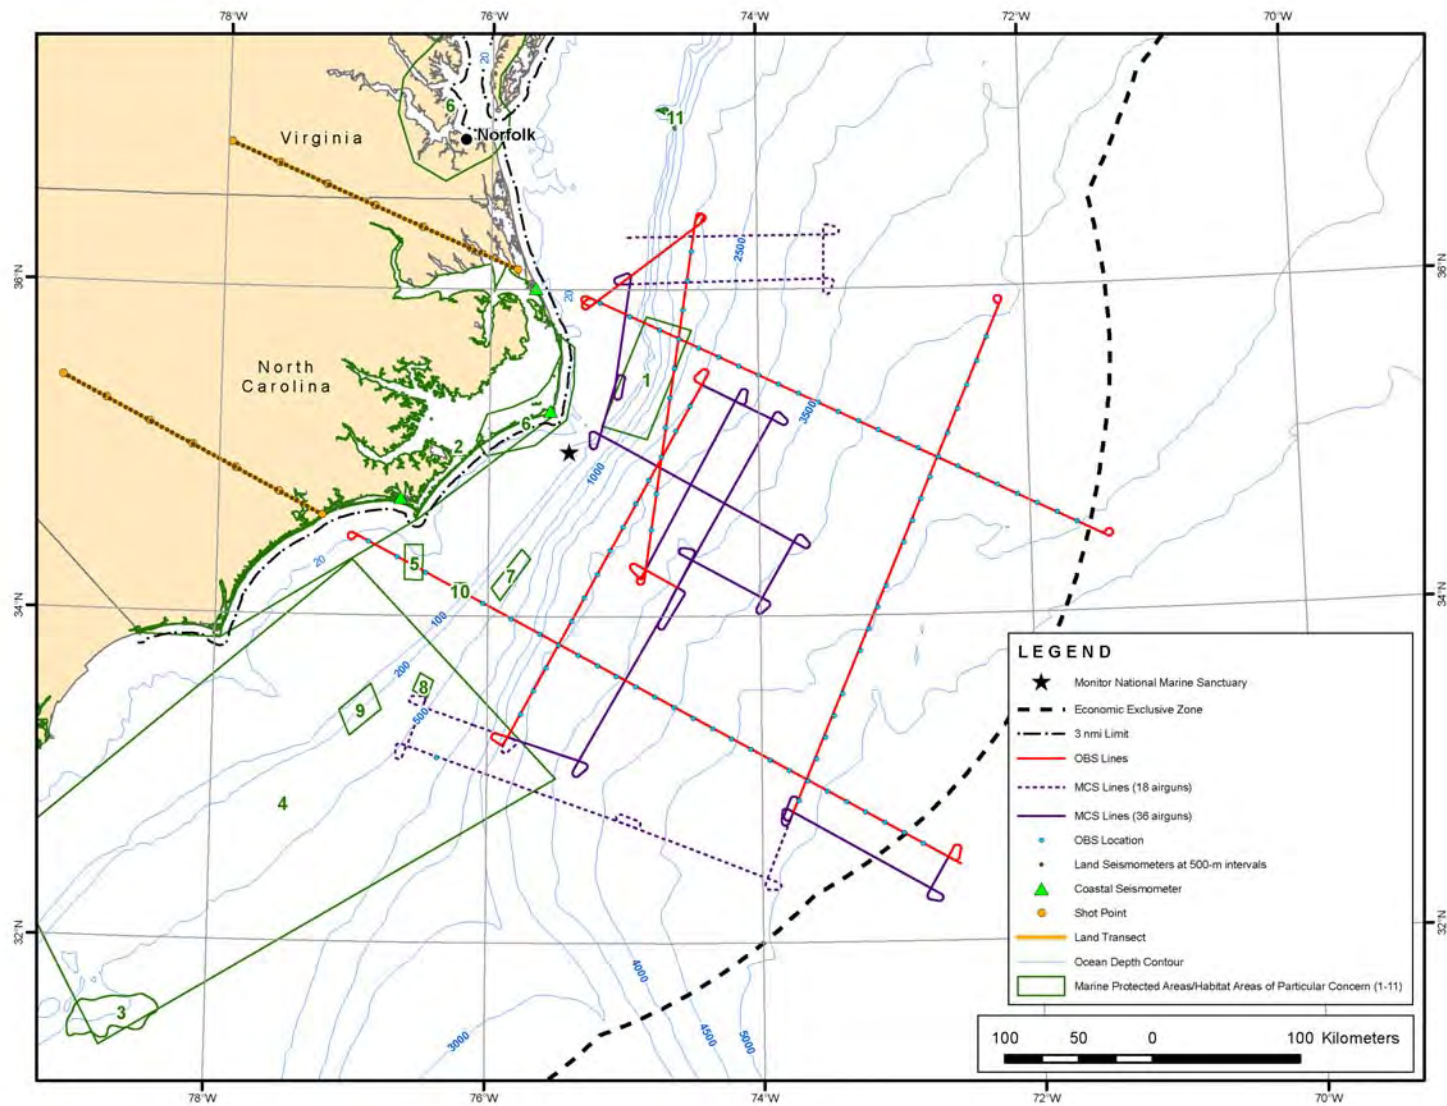 78°W
76°W
74°W
72°W
70°W
20
6
11
Norfolk
Virginia
36°N
36°N
2500
20
North
Carolina
1
3500
6
2
1000
5
20
7
10
34°N
34°N
100
200
8
500
9
4
LEGEND
Monitor National Marine Sanctuary
Economic Exclusive Zone
3 nmi Limit
OBS Lines
MCS Lines (18 airguns)
MCS Lines (36 airguns)
OBS Location
Land Seismometers at 500-m intervals
Coastal Seismometer
Shot Point
Land Transect
Ocean Depth Contour
Marine Protected Areas/Habitat Areas of Particular Concern (1-11)
32°N
32°N
4000
3
3000
4500
5000
100 50 0 100 Kilometers
78°W
76°W
74°W
72°W
70°W